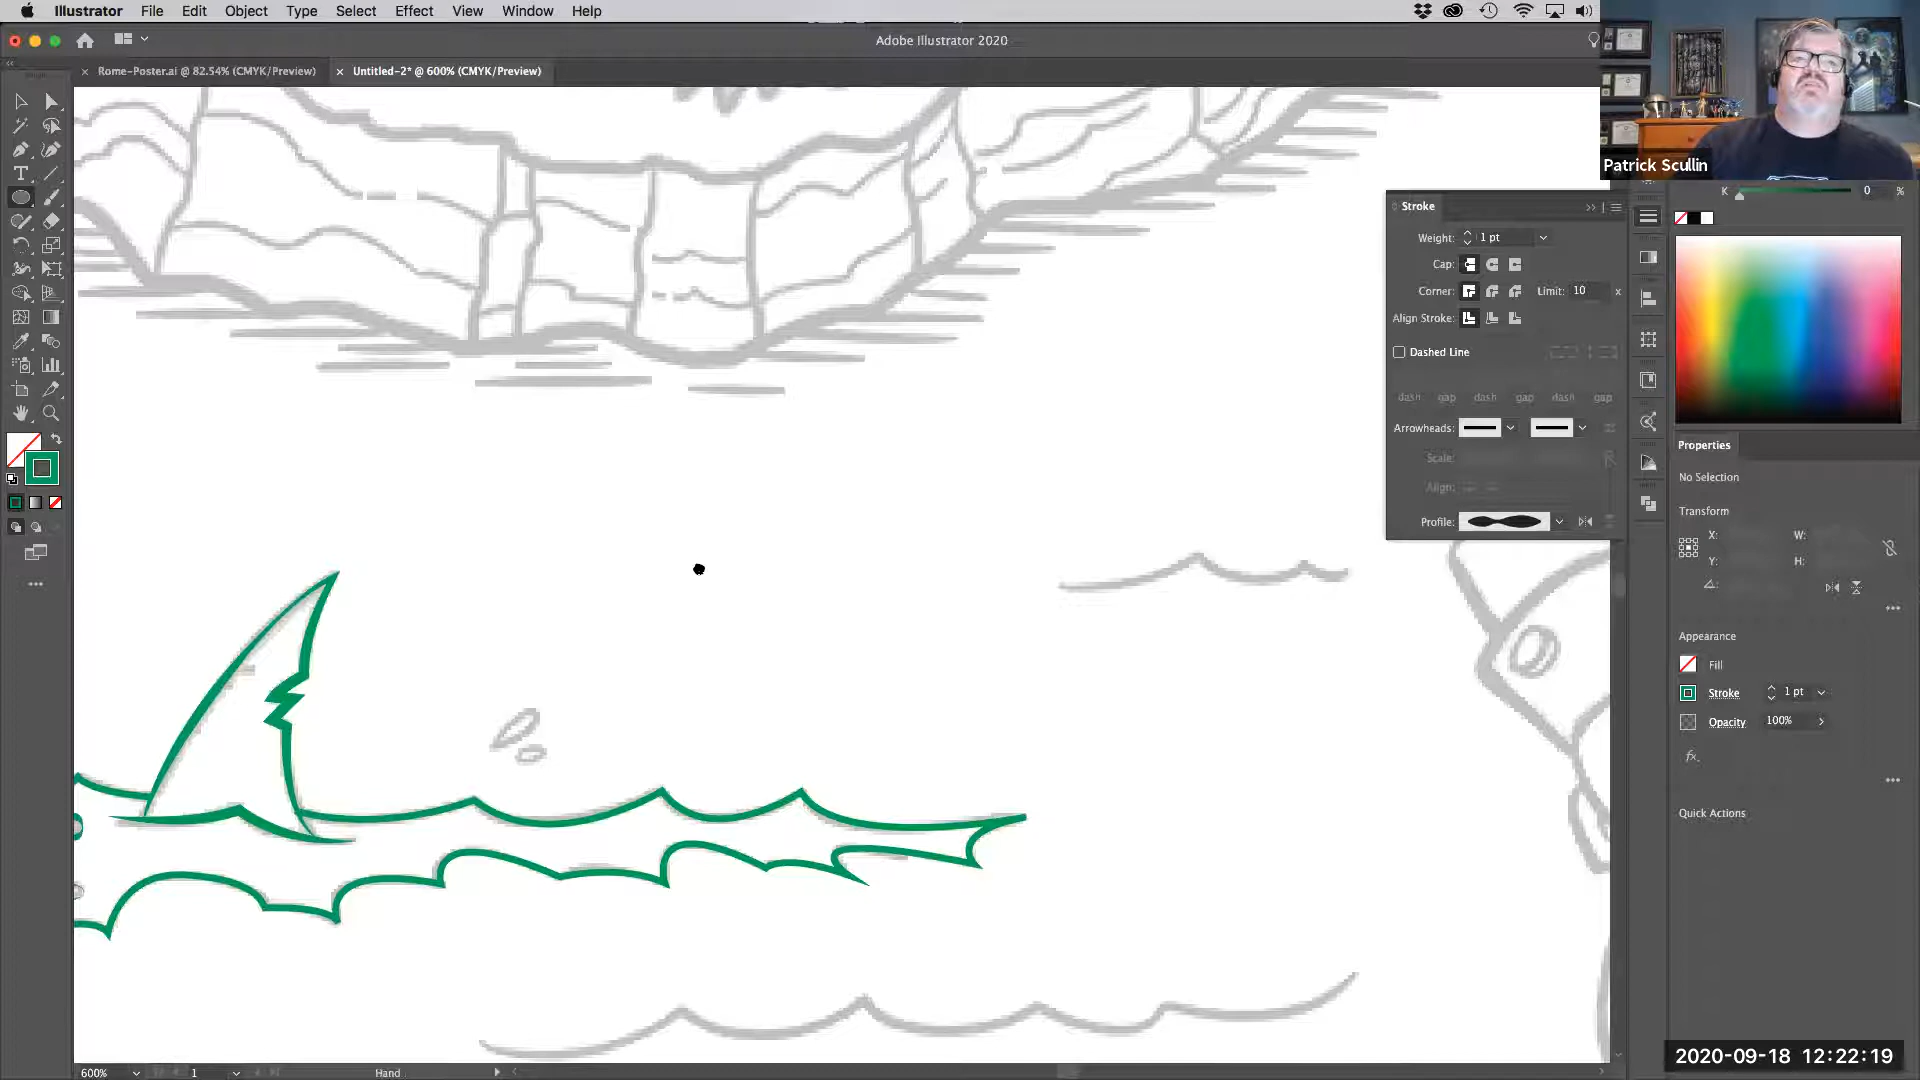 Illustrator File Edit Object Type Select Effect View Window Help
Adobe Illustrator 2020
× Rome-Poster.ai @ 82.54% (CMYK/Preview) × Untitled-2* @ 600% (CMYK/Preview)
Patrick Scullin
K 0 %
Stroke
Weight: 1 pt
Cap:
Corner: Limit: 10 x
Align Stroke:
Dashed Line
dash gap dash gap dash gap
Arrowheads:
Scale:
Align:
Profile:
Properties
No Selection
Transform
X: W:
Y: H:
Appearance
Fill
Stroke 1 pt
Opacity 100%
fx.
Quick Actions
600% 1 Hand
2020-09-18 12:22:19